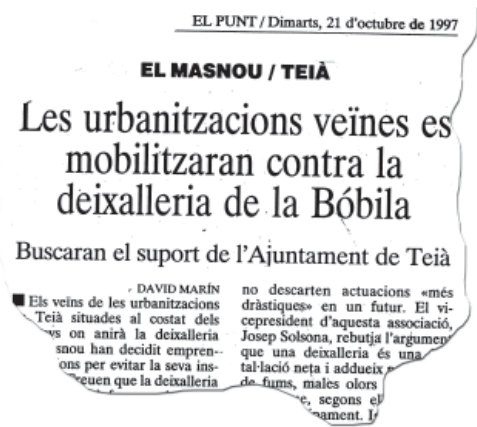 EL PUNT / Dimarts, 21 d'octubre de 1997
EL MASNOU / TEIÀ
Les urbanitzacions veïnes es
mobilitzaran contra la
deixalleria de la Bóbila
Buscaran el suport de l'Ajuntament de Teià
DAVID MARÍN
■ Els veïns de les urbanitzacions
Teià situades al costat dels
on anirà la deixalleria
han decidit empren-
per evitar la seva ins-
que la deixalleria
no descarten actuacions «més
dràstiques» en un futur. El vi-
cepresident d'aquesta associació,
Josep Solsona, rebutja l'argument
que una deixalleria és una
tal·lació neta i addueix
de fums, males olors
segons el